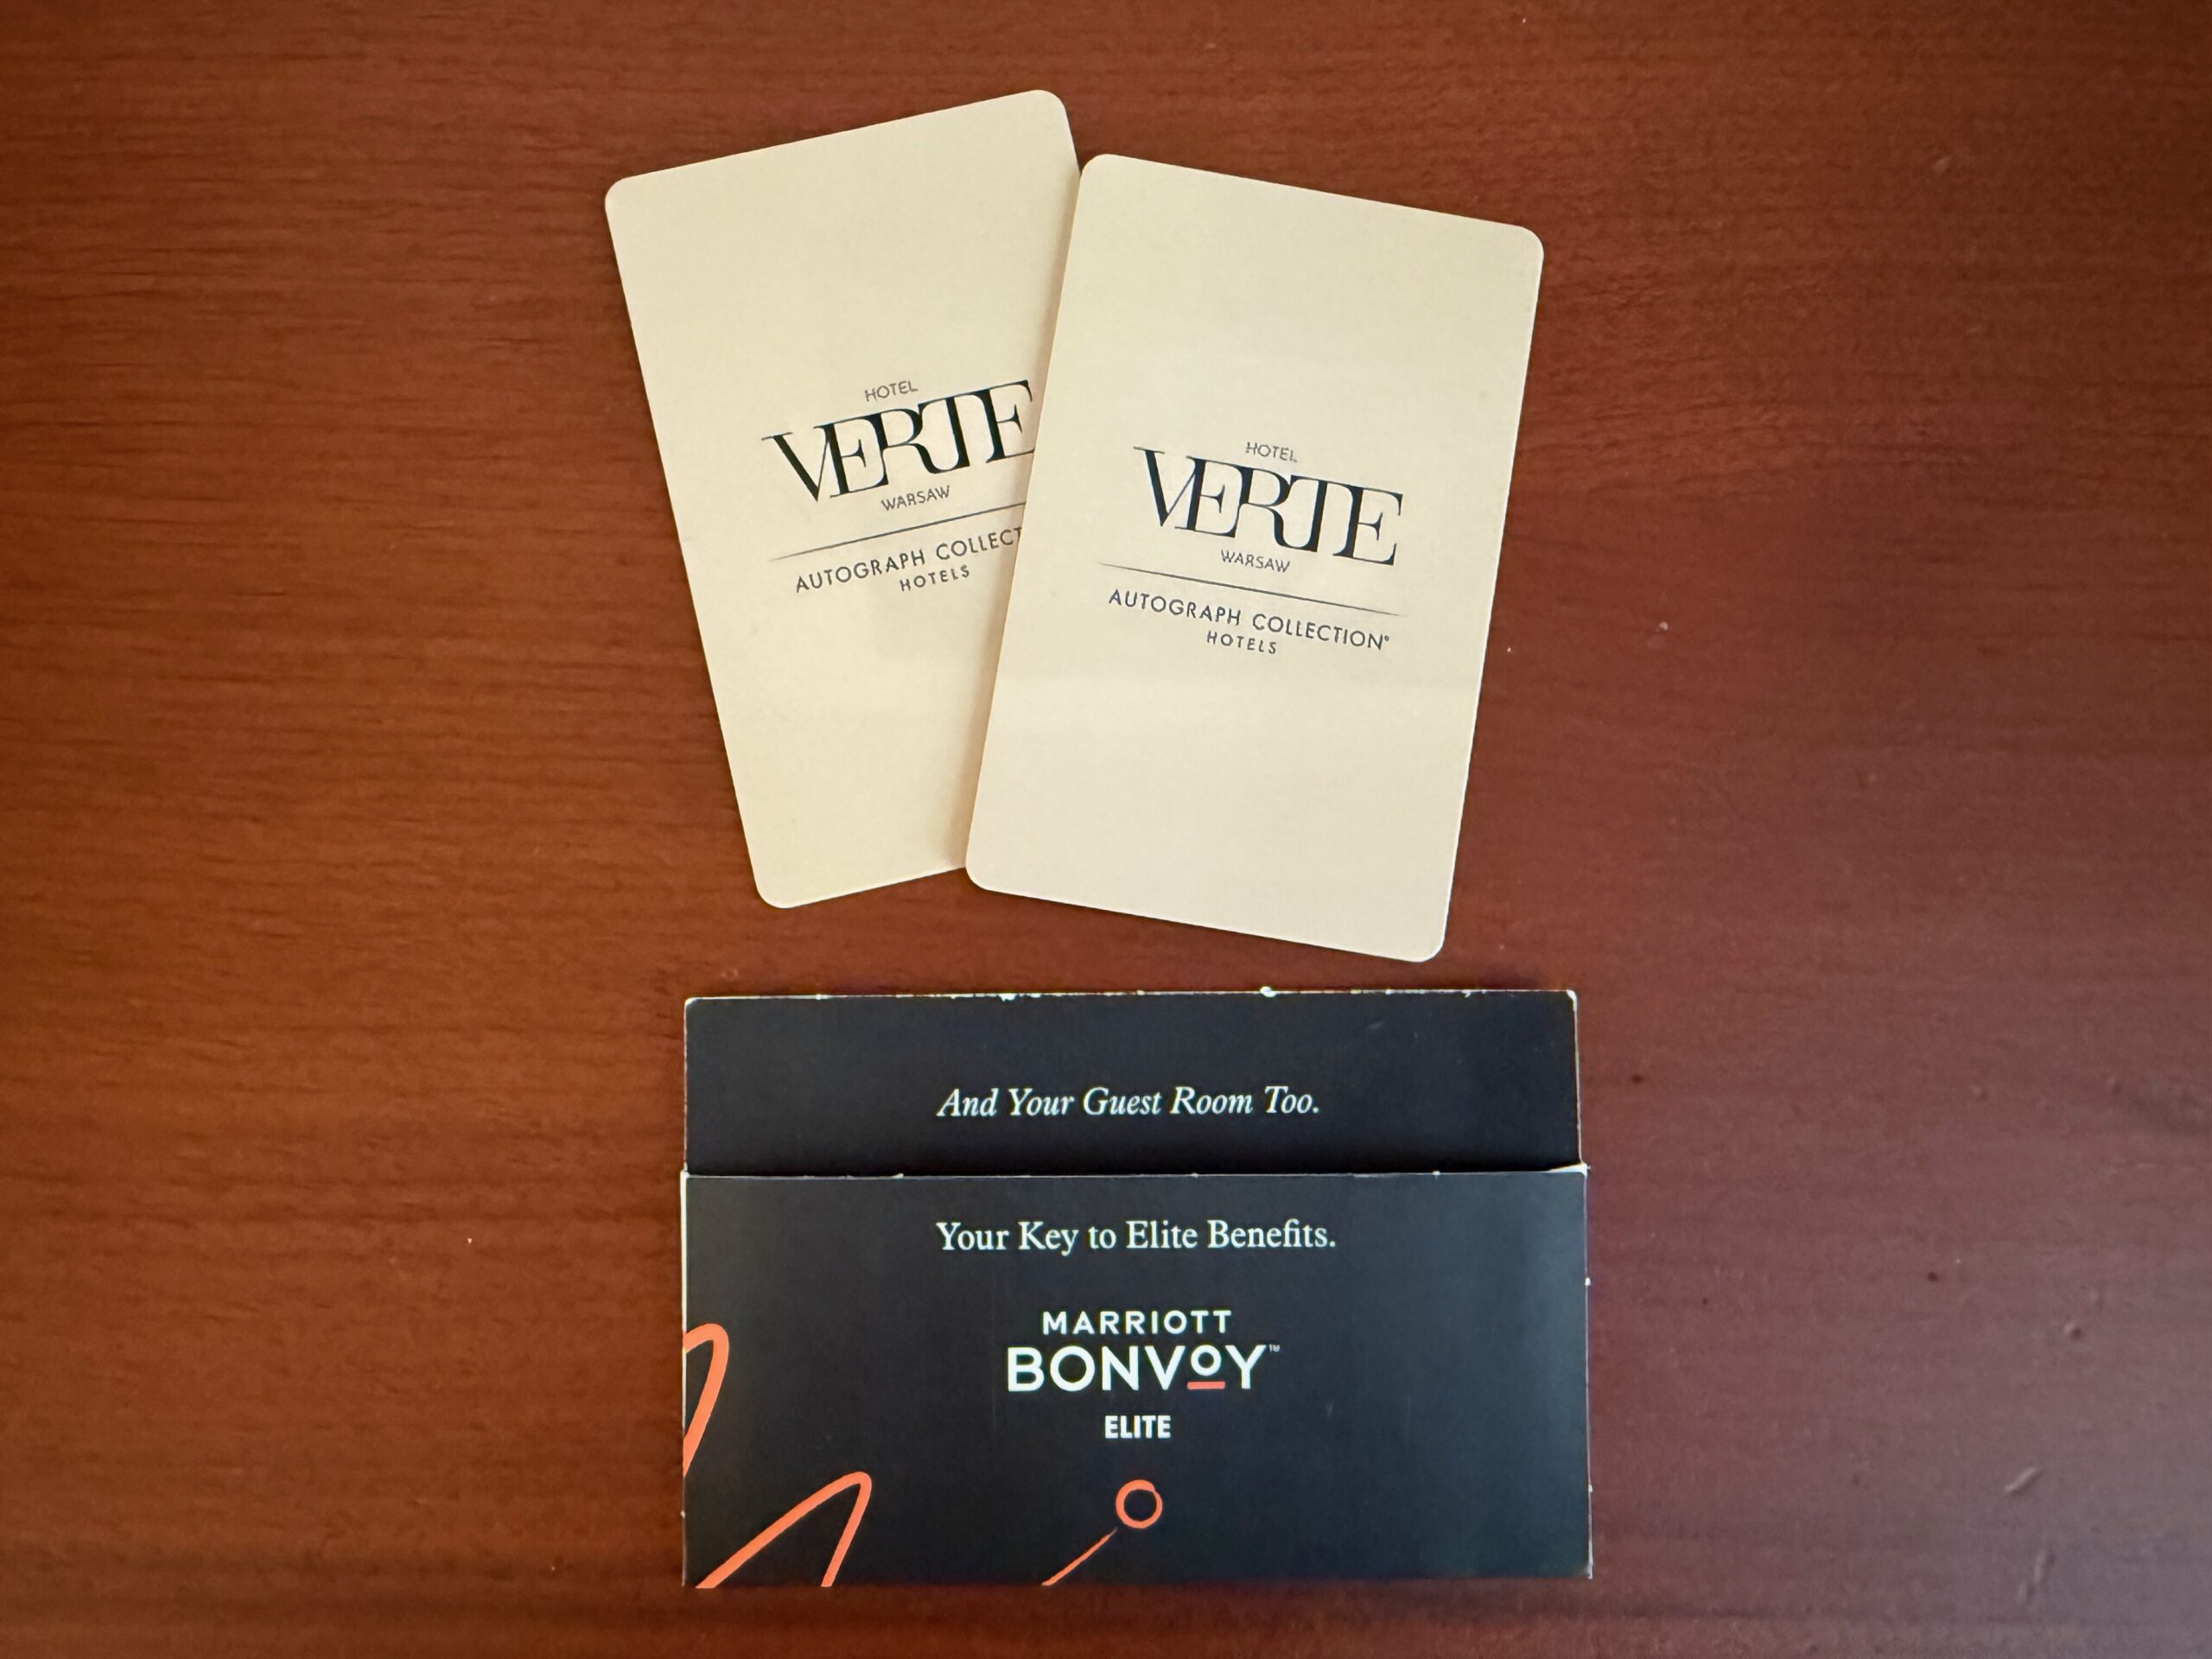 HOTEL
VERTE
WARSAW
AUTOGRAPH COLLECT
HOTELS
HOTEL
VERTE
WARSAW
AUTOGRAPH COLLECTION®
HOTELS
And Your Guest Room Too.
Your Key to Elite Benefits.
MARRIOTT
BONVOY™
ELITE